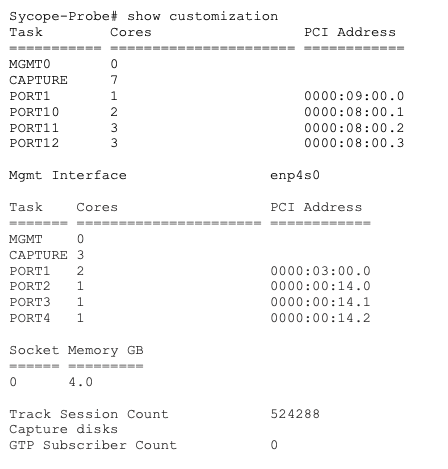 Sycope-Probe# show customization
Task        Cores                  PCI Address
=========== ====================== ============
MGMT0       0
CAPTURE     7
PORT1       1                      0000:09:00.0
PORT10      2                      0000:08:00.1
PORT11      3                      0000:08:00.2
PORT12      3                      0000:08:00.3
Mgmt Interface                 enp4s0
Task    Cores                  PCI Address
======= ====================== ============
MGMT    0
CAPTURE 3
PORT1   2                      0000:03:00.0
PORT2   1                      0000:00:14.0
PORT3   1                      0000:00:14.1
PORT4   1                      0000:00:14.2
Socket Memory GB
====== =========
0      4.0
Track Session Count            524288
Capture disks
GTP Subscriber Count           0